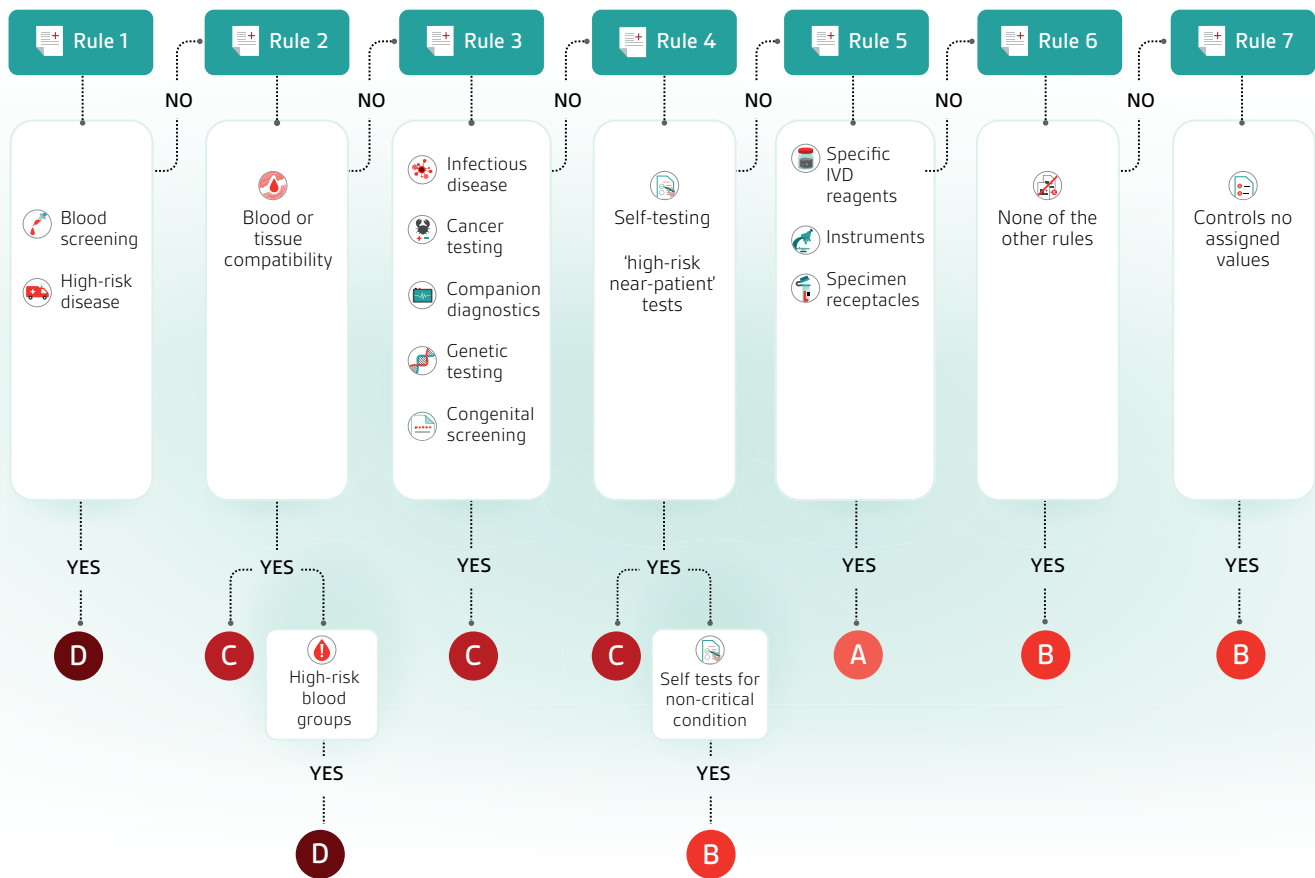 Rule 1
Rule 2
Rule 3
Rule 4
Rule 5
Rule 6
Rule 7
NO
NO
NO
NO
NO
NO
Blood
screening
High-risk
disease
Blood or
tissue
compatibility
Infectious
disease
Cancer
testing
Companion
diagnostics
Genetic
testing
Congenital
screening
Self-testing
‘high-risk
near-patient’
tests
Specific
IVD
reagents
Instruments
Specimen
receptacles
None of the
other rules
Controls no
assigned
values
YES
YES
YES
YES
YES
YES
YES
D
C
High-risk
blood
groups
C
C
Self tests for
non-critical
condition
A
B
B
YES
YES
D
B